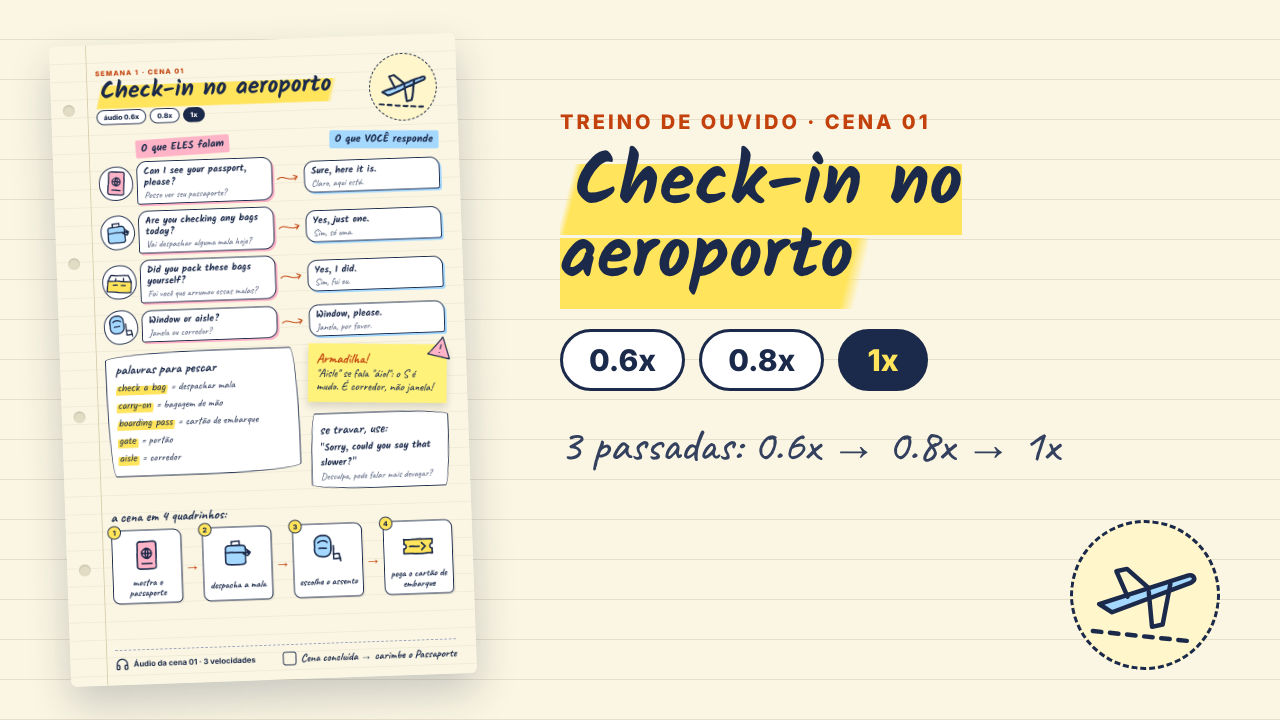 SEMANA 1 · CENA 01
Check-in no aeroporto
áudio 0.6x 0.8x 1x
O que ELES falam
O que VOCÊ responde
Can I see your passport,
please?
Posso ver seu passaporte?
Sure, here it is.
Claro, aqui está.
Are you checking any bags
today?
Vai despachar alguma mala hoje?
Yes, just one.
Sim, só uma.
Did you pack these bags
yourself?
Foi você que arrumou essas malas?
Yes, I did.
Sim, fui eu.
Window or aisle?
Janela ou corredor?
Window, please.
Janela, por favor.
palavras para pescar
check a bag = despachar mala
carry-on = bagagem de mão
boarding pass = cartão de embarque
gate = portão
aisle = corredor
Armadilha!
"Aisle" se fala "áiol": o S é
mudo. É corredor, não janela!
se travar, use:
"Sorry, could you say that
slower?"
Desculpa, pode falar mais devagar?
a cena em 4 quadrinhos:
1
mostra o
passaporte
→
2
despacha a mala
→
3
escolhe o assento
→
4
pega o cartão de
embarque
Áudio da cena 01 · 3 velocidades
Cena concluída → carimbe o Passaporte
TREINO DE OUVIDO · CENA 01
Check-in no
aeroporto
0.6x 0.8x 1x
3 passadas: 0.6x → 0.8x → 1x